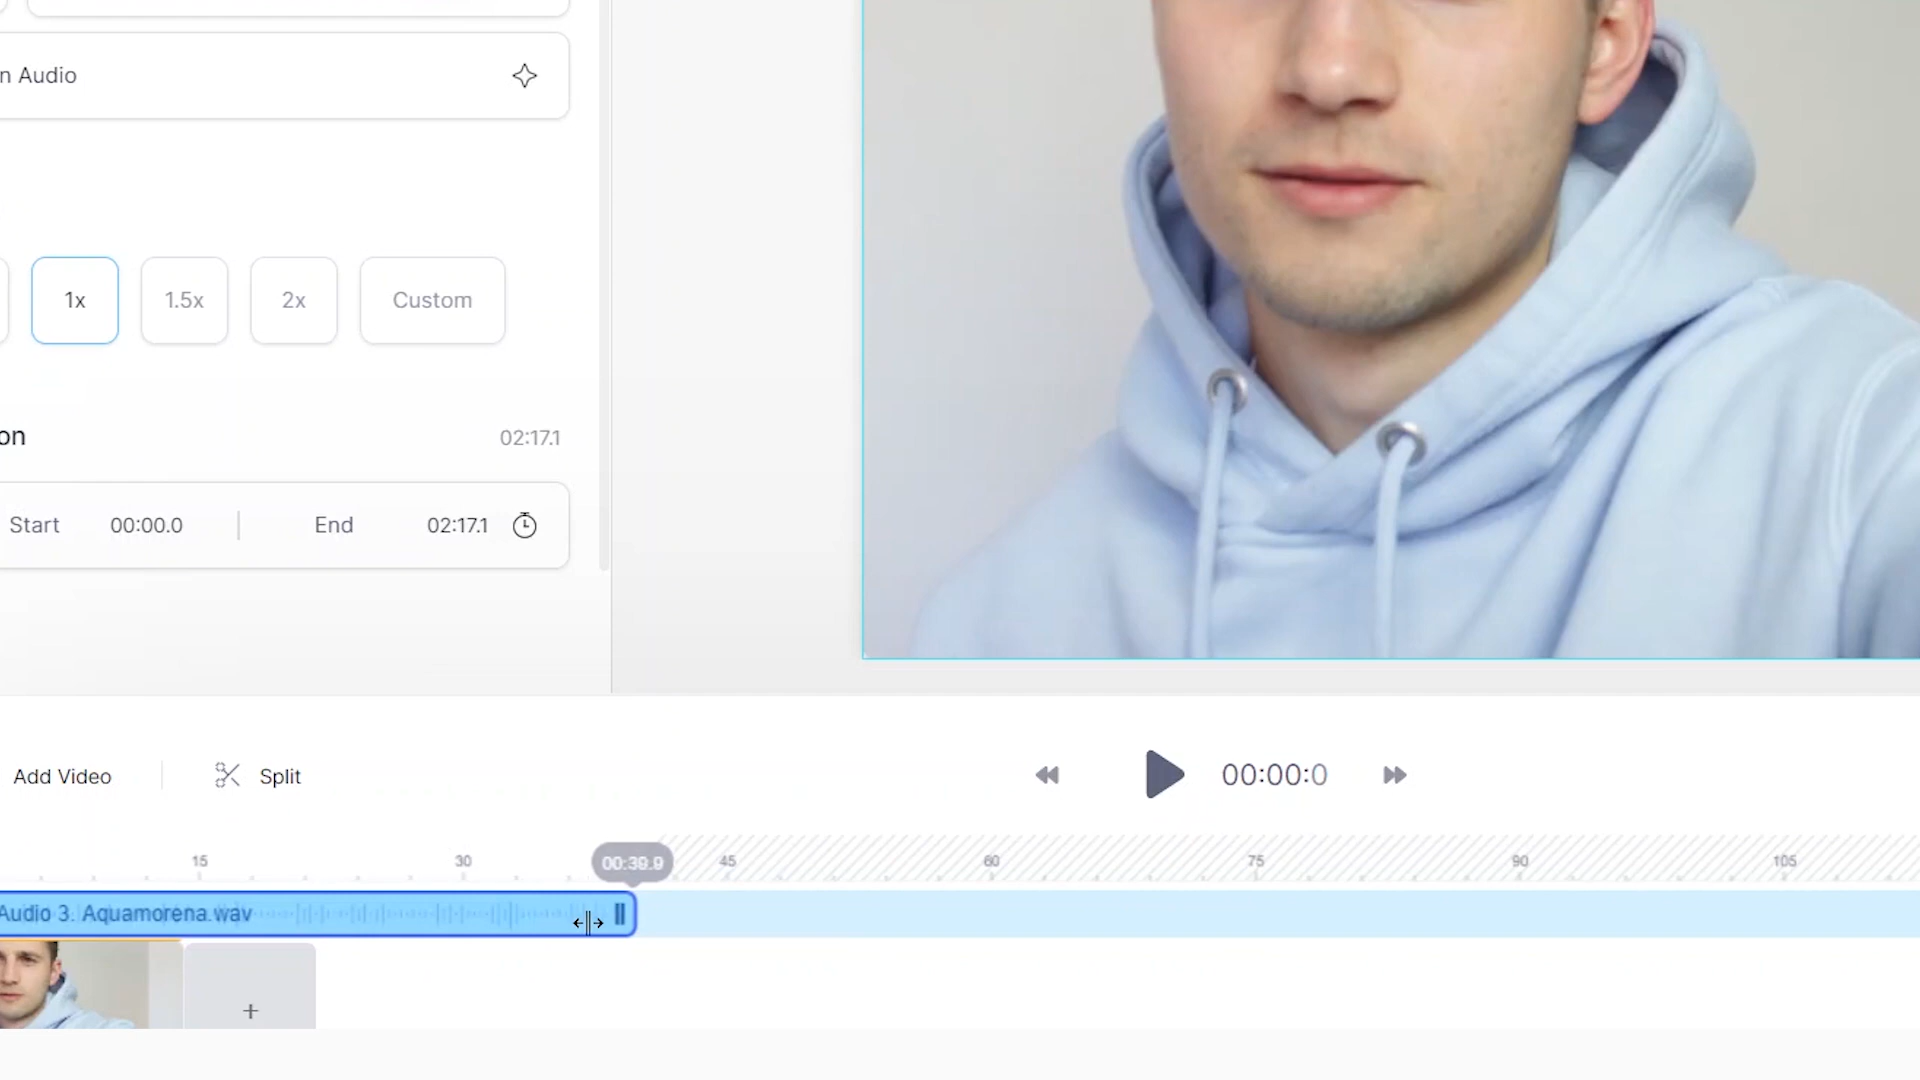 n Audio
1x 1.5x 2x Custom
on 02:17.1
Start 00:00.0 End 02:17.1
Add Video Split 00:00:0
15 30 00:39.9 45 60 75 90 105
Audio 3. Aquamorena.wav
+